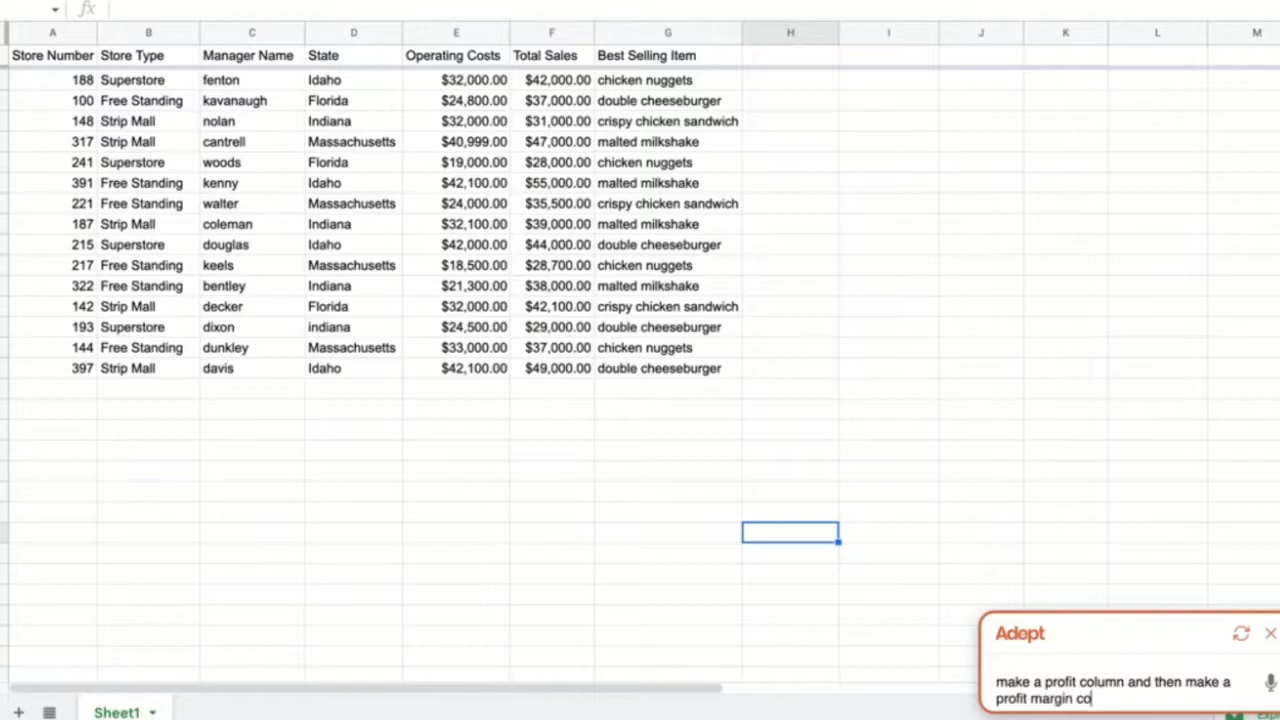 fx
A B C D E F G H I J K L M
Store Number Store Type Manager Name State Operating Costs Total Sales Best Selling Item
188 Superstore fenton Idaho $32,000.00 $42,000.00 chicken nuggets
100 Free Standing kavanaugh Florida $24,800.00 $37,000.00 double cheeseburger
148 Strip Mall nolan Indiana $32,000.00 $31,000.00 crispy chicken sandwich
317 Strip Mall cantrell Massachusetts $40,999.00 $47,000.00 malted milkshake
241 Superstore woods Florida $19,000.00 $28,000.00 chicken nuggets
391 Free Standing kenny Idaho $42,100.00 $55,000.00 malted milkshake
221 Free Standing walter Massachusetts $24,000.00 $35,500.00 crispy chicken sandwich
187 Strip Mall coleman Indiana $32,100.00 $39,000.00 malted milkshake
215 Superstore douglas Idaho $42,000.00 $44,000.00 double cheeseburger
217 Free Standing keels Massachusetts $18,500.00 $28,700.00 chicken nuggets
322 Free Standing bentley Indiana $21,300.00 $38,000.00 malted milkshake
142 Strip Mall decker Florida $32,000.00 $42,100.00 crispy chicken sandwich
193 Superstore dixon indiana $24,500.00 $29,000.00 double cheeseburger
144 Free Standing dunkley Massachusetts $33,000.00 $37,000.00 chicken nuggets
397 Strip Mall davis Idaho $42,100.00 $49,000.00 double cheeseburger
Adept
make a profit column and then make a
profit margin co
Sheet1